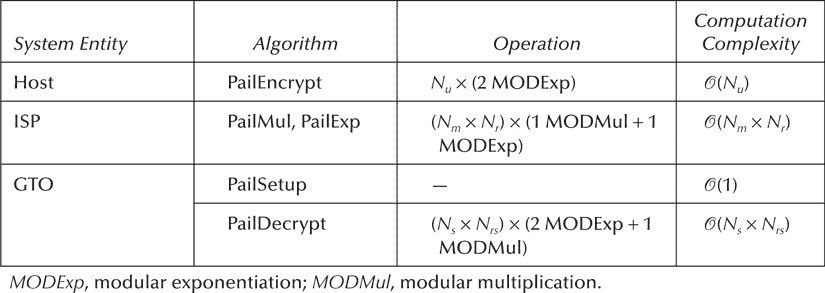 System Entity Algorithm Operation Computation Complexity
Host PailEncrypt Nu × (2 MODExp) 𝒪(Nu)
ISP PailMul, PailExp (Nm × Nr) × (1 MODMul + 1 MODExp) 𝒪(Nm × Nr)
GTO PailSetup — 𝒪(1)
PailDecrypt (Ns × Nrs) × (2 MODExp + 1 MODMul) 𝒪(Ns × Nrs)
MODExp, modular exponentiation; MODMul, modular multiplication.